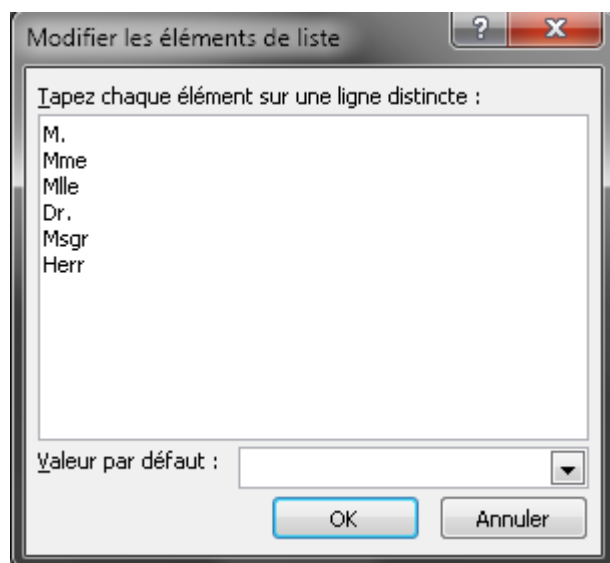 Modifier les éléments de liste
?
Tapez chaque élément sur une ligne distincte :
M.
Mme
Mlle
Dr.
Msgr
Herr
Valeur par défaut :
OK Annuler